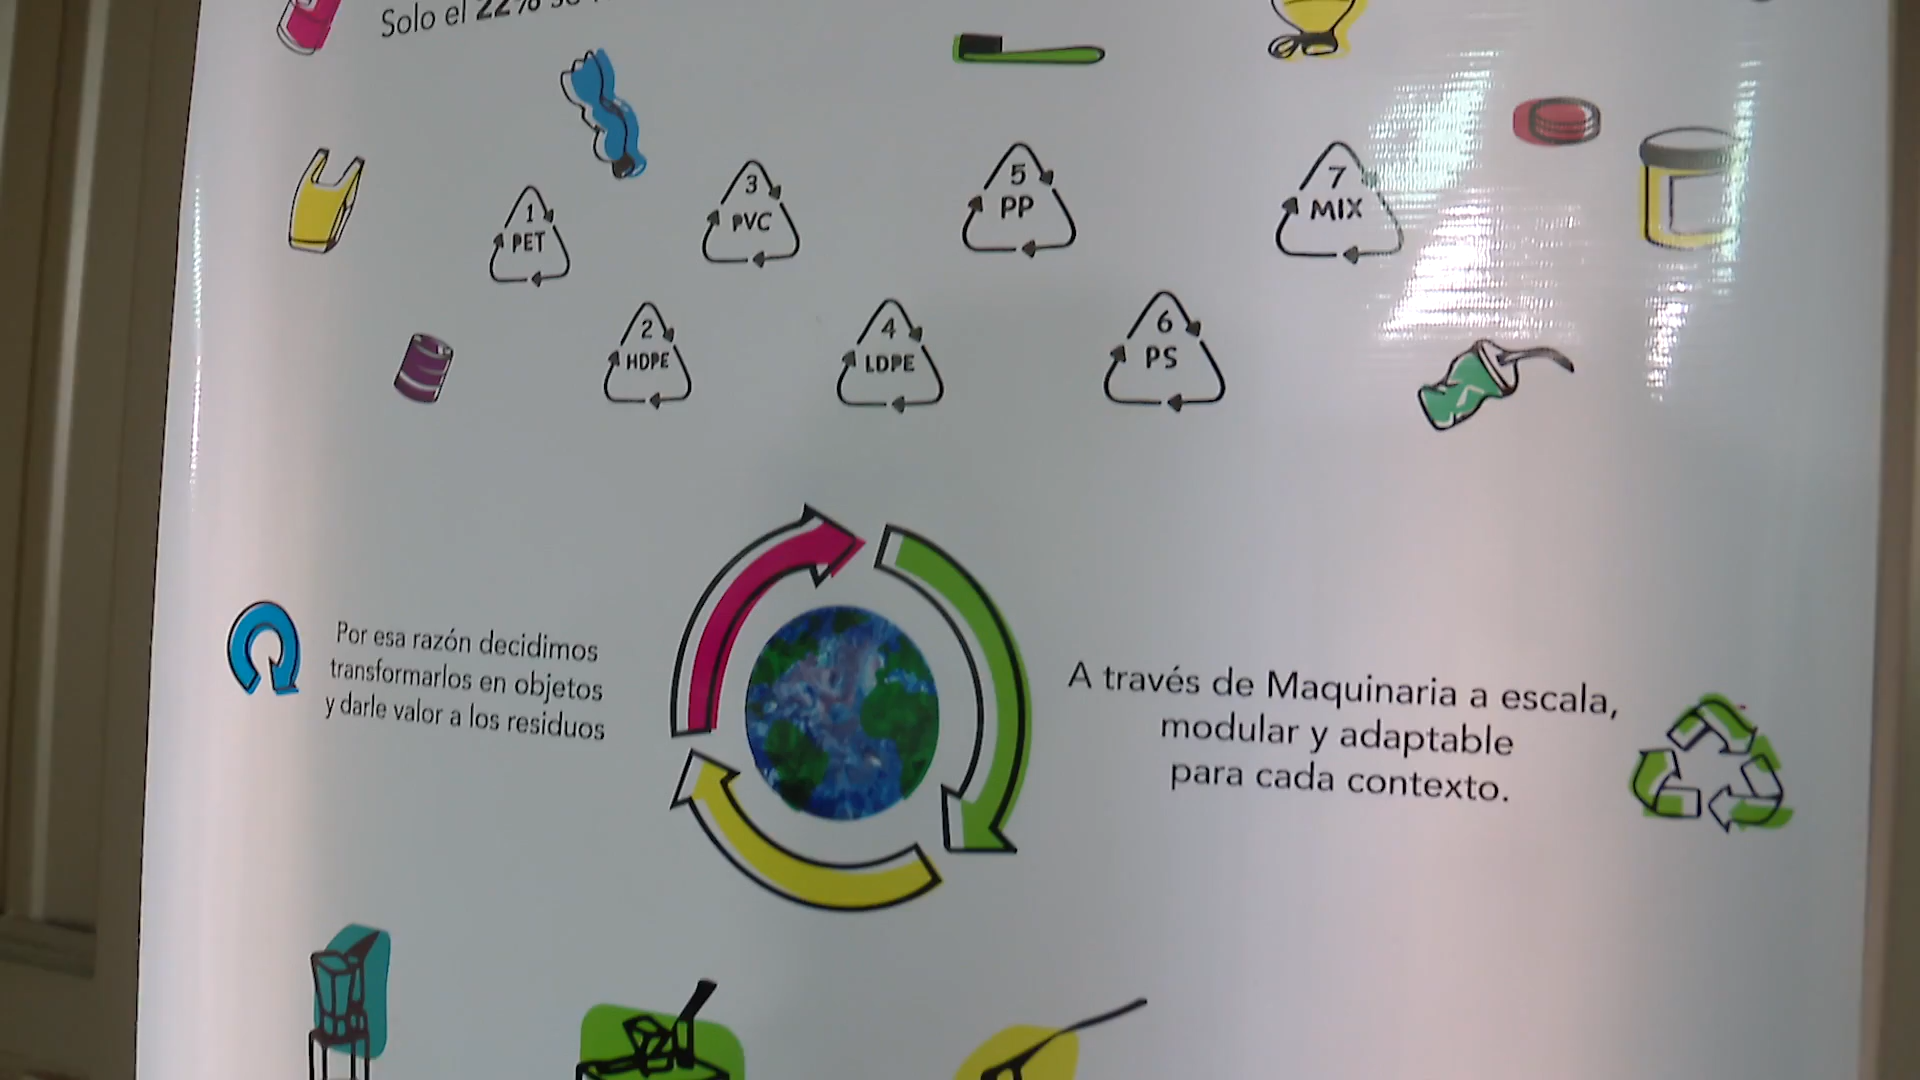 Solo el 22%
1
PET
3
PVC
5
PP
7
MIX
2
HDPE
4
LDPE
6
PS
Por esa razón decidimos
transformarlos en objetos
y darle valor a los residuos
A través de Maquinaria a escala,
modular y adaptable
para cada contexto.